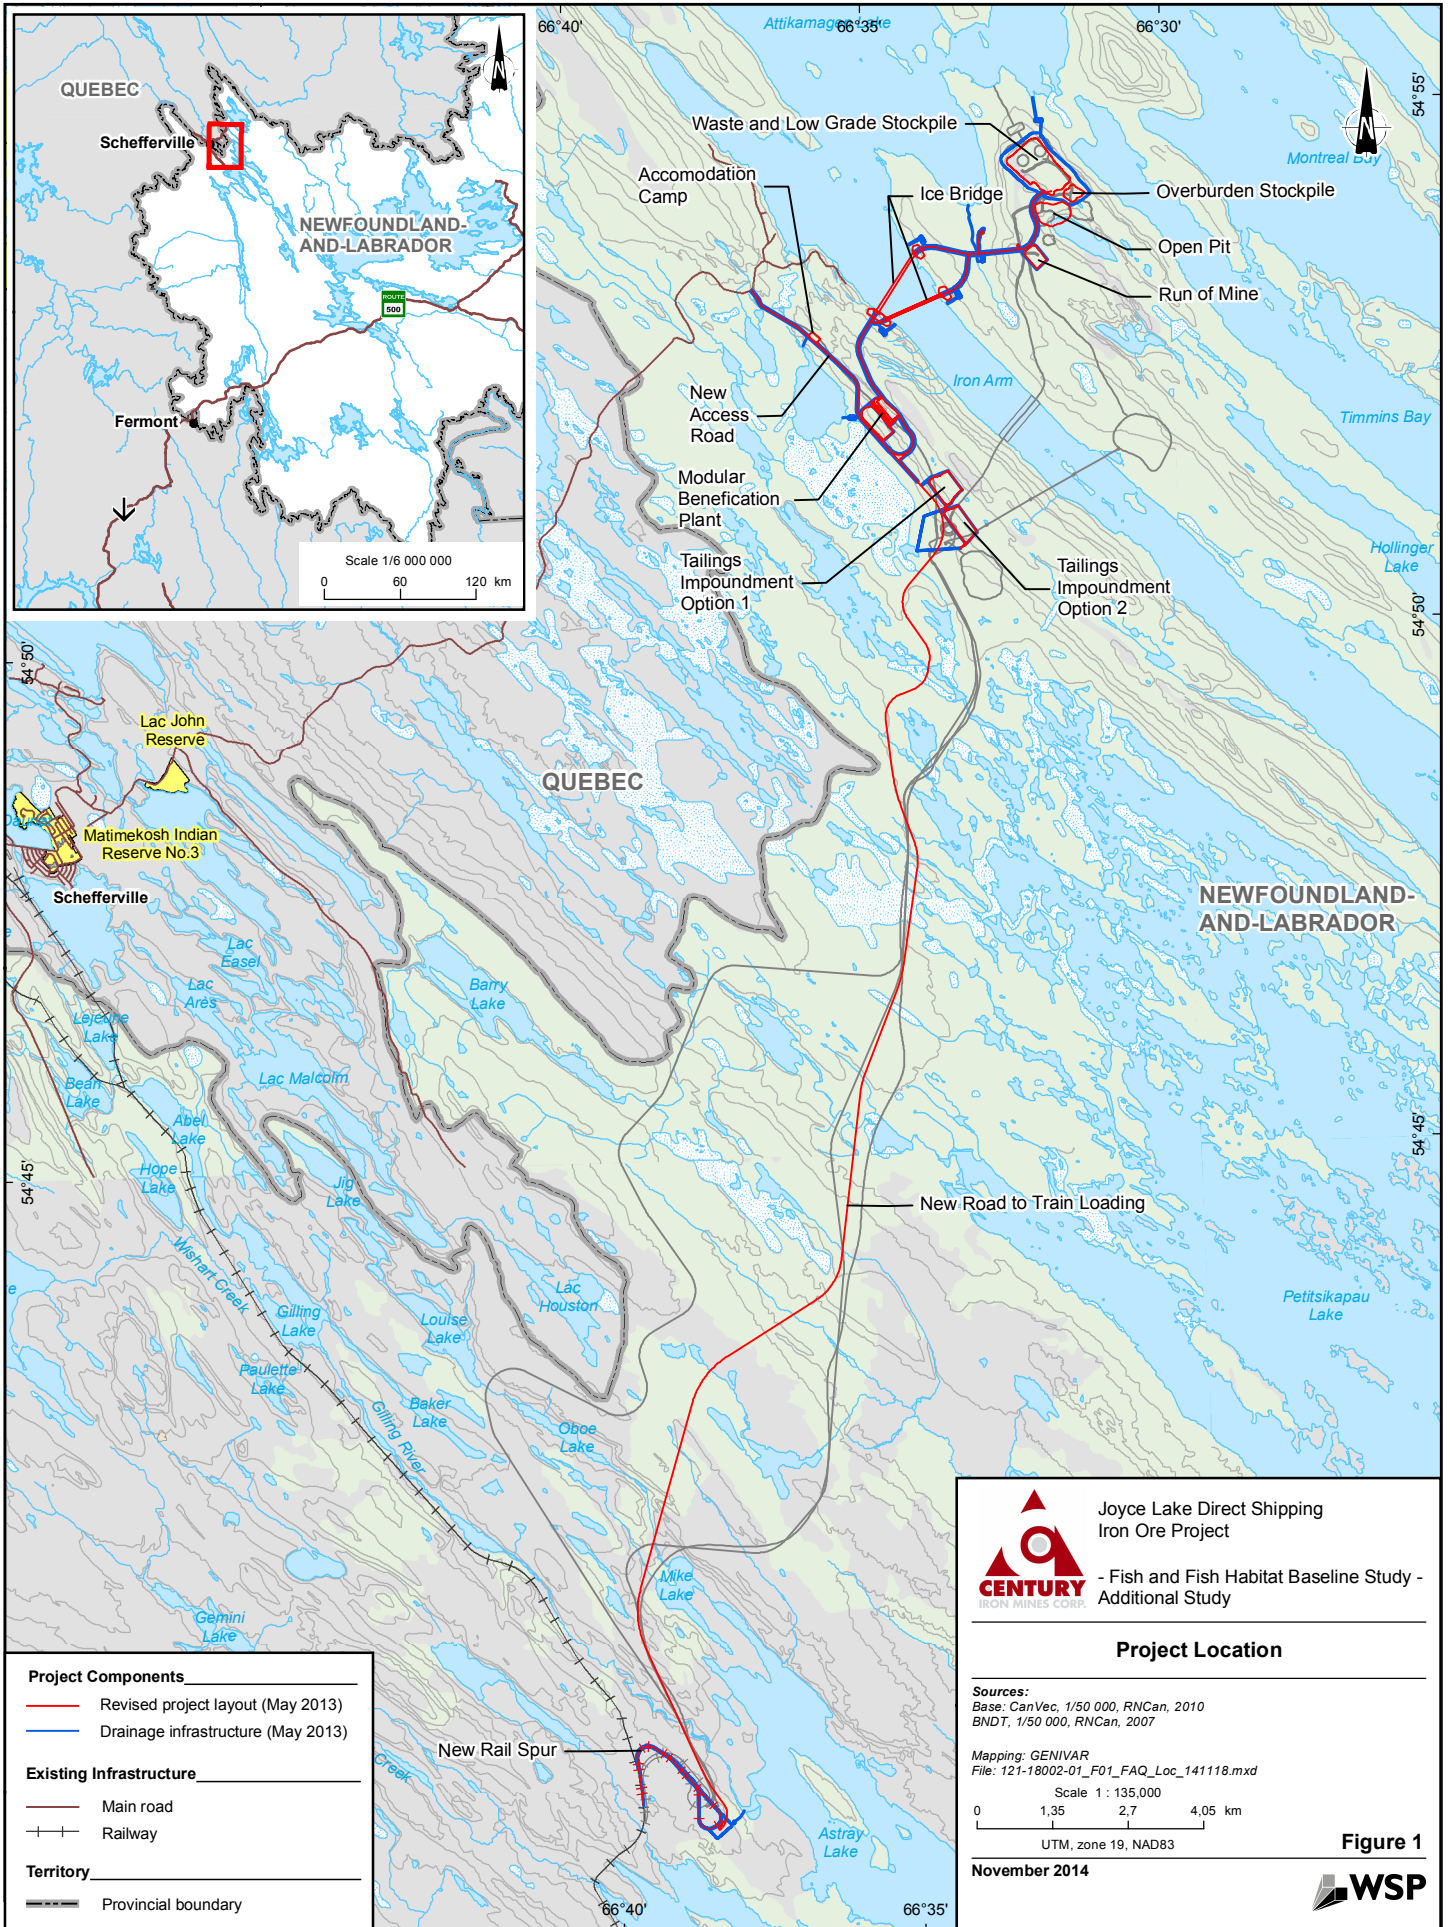 QUEBEC
Schefferville
NEWFOUNDLAND-
AND-LABRADOR
ROUTE
500
Fermont
Scale 1/6 000 000
0 60 120 km
N
66°40'
66°35'
66°30'
Attikamagen Lake
54°55'
N
Waste and Low Grade Stockpile
Montreal Bay
Accomodation
Camp
Ice Bridge
Overburden Stockpile
Open Pit
Run of Mine
Iron Arm
Timmins Bay
New
Access
Road
Modular
Benefication
Plant
Hollinger
Lake
Tailings
Impoundment
Option 1
Tailings
Impoundment
Option 2
54°50'
54°50'
Lac John
Reserve
QUEBEC
Matimekosh Indian
Reserve No.3
Schefferville
NEWFOUNDLAND-
AND-LABRADOR
Lac
Easel
Lac
Arès
Barry
Lake
Lejeune
Lake
Bean
Lake
Lac Malcolm
Abel
Lake
Hope
Lake
Jig
Lake
54°45'
54°45'
New Road to Train Loading
Wishart Creek
Gilling
Lake
Louise
Lake
Lac
Houston
Petitsikapau
Lake
Paulette
Lake
Baker
Lake
Gilling River
Oboe
Lake
Mike
Lake
Gemini
Lake
New Rail Spur
Creek
Astray
Lake
66°40'
66°35'
Project Components
Revised project layout (May 2013)
Drainage infrastructure (May 2013)
Existing Infrastructure
Main road
Railway
Territory
Provincial boundary
CENTURY
IRON MINES CORP.
Joyce Lake Direct Shipping
Iron Ore Project
- Fish and Fish Habitat Baseline Study -
Additional Study
Project Location
Sources:
Base: CanVec, 1/50 000, RNCan, 2010
BNDT, 1/50 000, RNCan, 2007
Mapping: GENIVAR
File: 121-18002-01_F01_FAQ_Loc_141118.mxd
Scale 1 : 135,000
0 1,35 2,7 4,05 km
UTM, zone 19, NAD83
Figure 1
November 2014
WSP